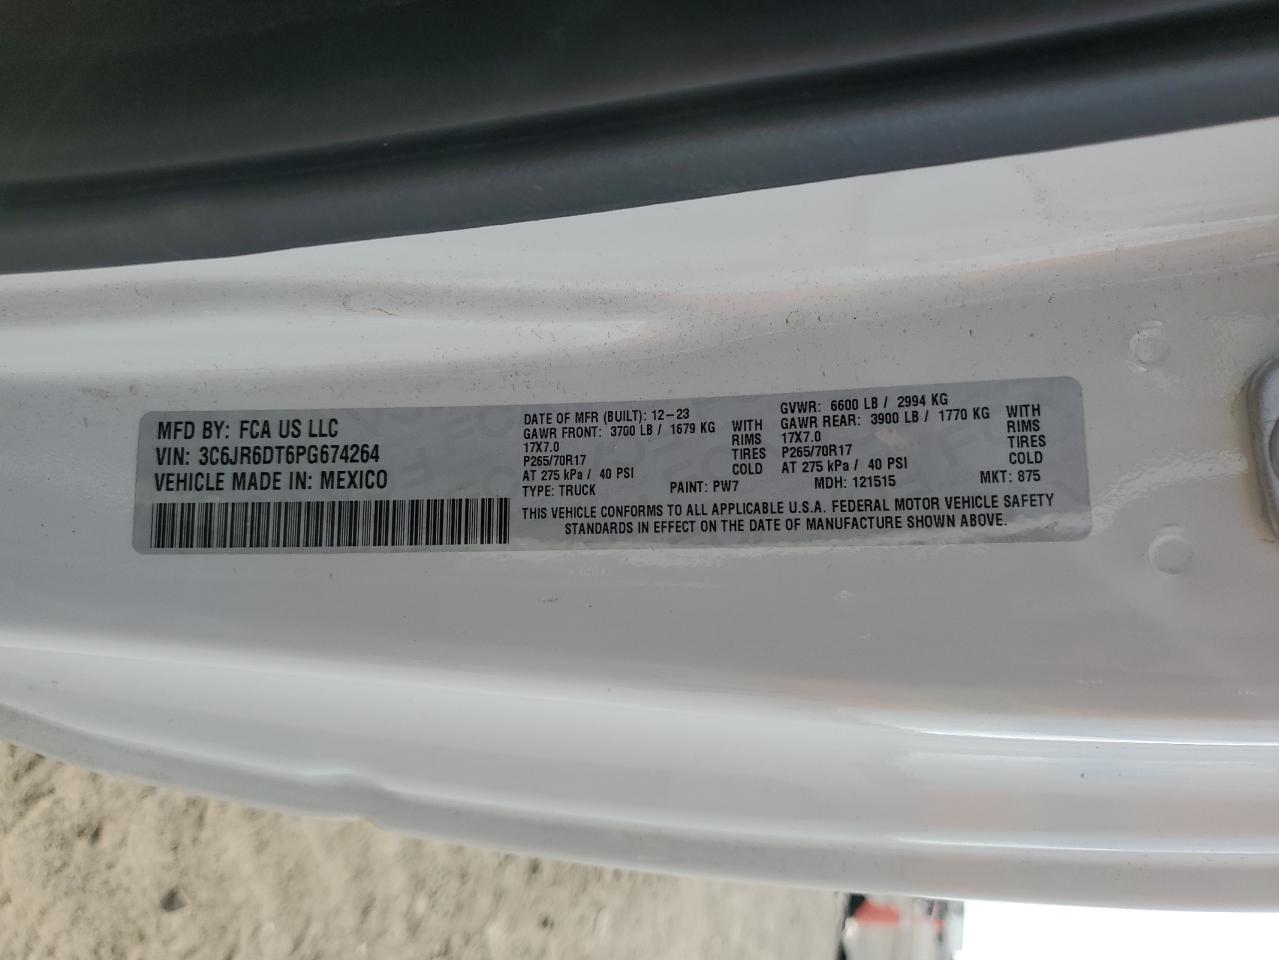 MFD BY: FCA US LLC
VIN: 3C6JR6DT6PG674264
VEHICLE MADE IN: MEXICO
DATE OF MFR (BUILT): 12-23
GAWR FRONT: 3700 LB / 1679 KG WITH
17X7.0 RIMS
P265/70R17 TIRES
AT 275 kPa / 40 PSI COLD
TYPE: TRUCK PAINT: PW7
GVWR: 6600 LB / 2994 KG
GAWR REAR: 3900 LB / 1770 KG WITH
17X7.0 RIMS
P265/70R17 TIRES
AT 275 kPa / 40 PSI COLD
MDH: 121515 MKT: 875
THIS VEHICLE CONFORMS TO ALL APPLICABLE U.S.A. FEDERAL MOTOR VEHICLE SAFETY
STANDARDS IN EFFECT ON THE DATE OF MANUFACTURE SHOWN ABOVE.